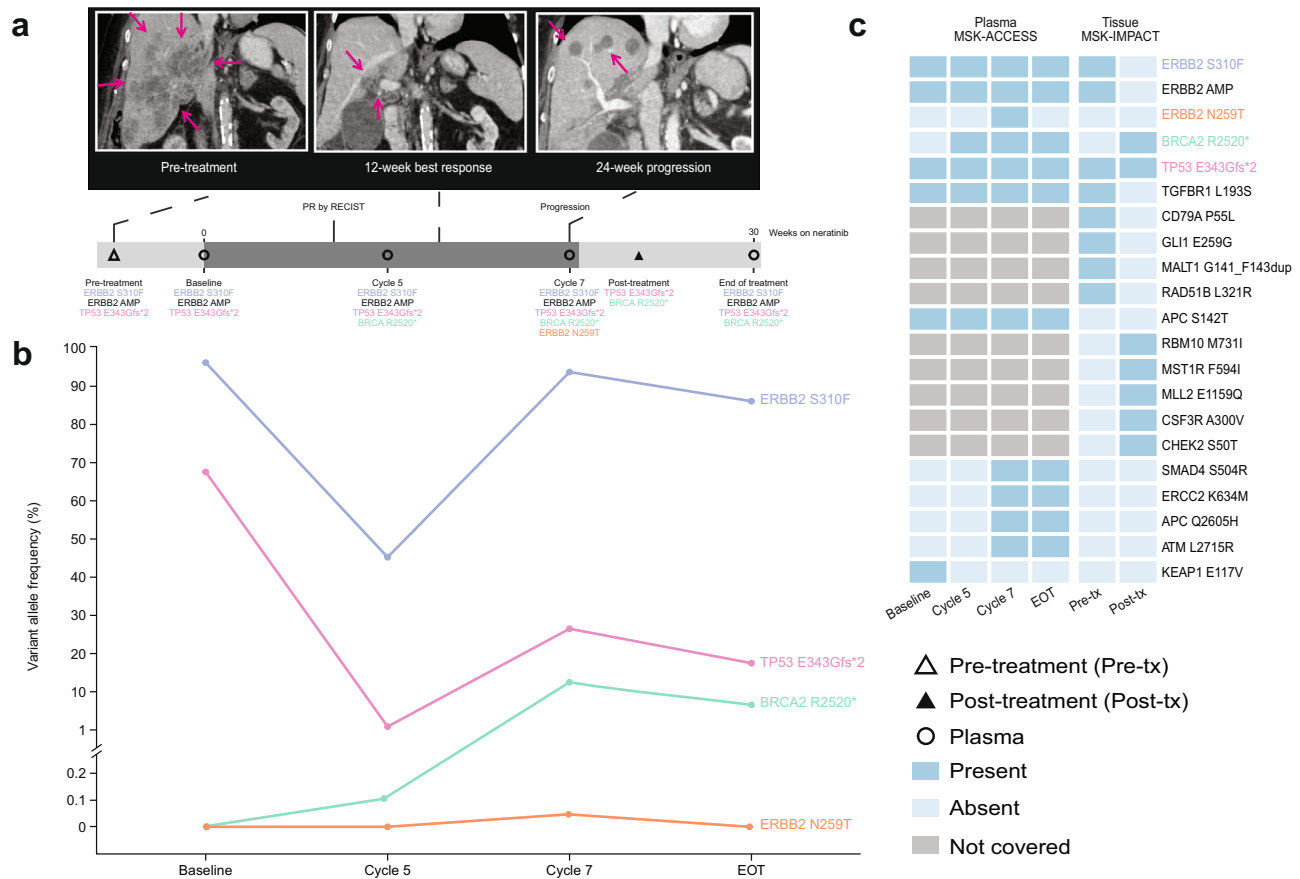 a
Pre-treatment
12-week best response
24-week progression
PR by RECIST
Progression
0
30
Weeks on neratinib
Pre-treatment
ERBB2 S310F
ERBB2 AMP
TP53 E343Gfs*2
Baseline
ERBB2 S310F
ERBB2 AMP
TP53 E343Gfs*2
Cycle 5
ERBB2 S310F
ERBB2 AMP
TP53 E343Gfs*2
BRCA R2520*
Cycle 7
ERBB2 S310F
ERBB2 AMP
TP53 E343Gfs*2
BRCA R2520*
ERBB2 N259T
Post-treatment
TP53 E343Gfs*2
BRCA R2520*
End of treatment
ERBB2 S310F
ERBB2 AMP
TP53 E343Gfs*2
BRCA R2520*
b
Variant allele frequency (%)
100
90
80
70
60
50
40
30
20
10
1
0.2
0.1
0
ERBB2 S310F
TP53 E343Gfs*2
BRCA2 R2520*
ERBB2 N259T
Baseline
Cycle 5
Cycle 7
EOT
c
Plasma
MSK-ACCESS
Tissue
MSK-IMPACT
ERBB2 S310F
ERBB2 AMP
ERBB2 N259T
BRCA2 R2520*
TP53 E343Gfs*2
TGFBR1 L193S
CD79A P55L
GLI1 E259G
MALT1 G141_F143dup
RAD51B L321R
APC S142T
RBM10 M731I
MST1R F594I
MLL2 E1159Q
CSF3R A300V
CHEK2 S50T
SMAD4 S504R
ERCC2 K634M
APC Q2605H
ATM L2715R
KEAP1 E117V
Baseline
Cycle 5
Cycle 7
EOT
Pre-tx
Post-tx
Pre-treatment (Pre-tx)
Post-treatment (Post-tx)
Plasma
Present
Absent
Not covered